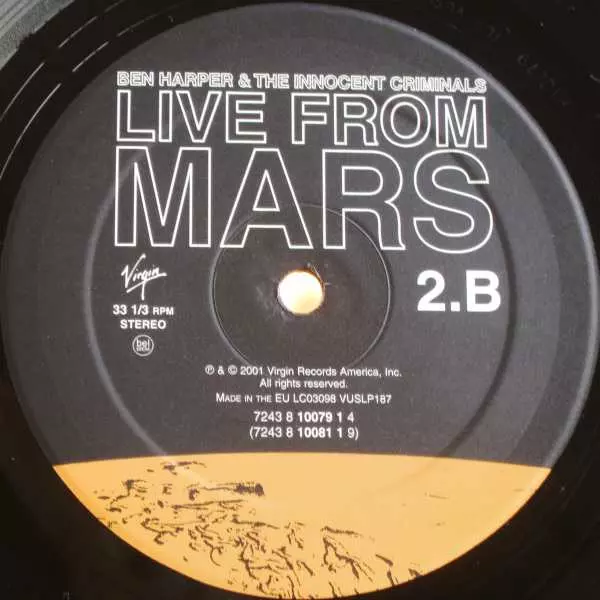 BEN HARPER & THE INNOCENT CRIMINALS
LIVE FROM
MARS
Virgin
33 1/3 RPM
STEREO
2.B
bel
℗ & © 2001 Virgin Records America, Inc.
All rights reserved.
MADE IN THE EU LC03098 VUSLP187
7243 8 10079 1 4
(7243 8 10081 1 9)